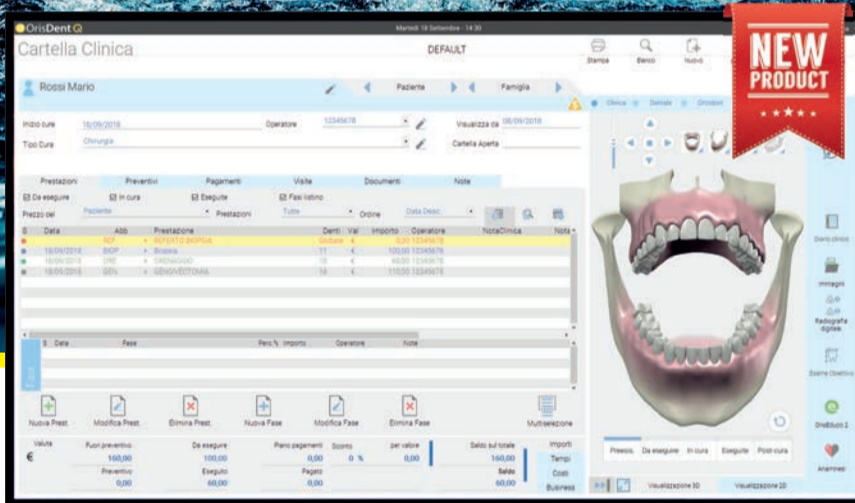 OrisDent Q
Martedì 18 Settembre - 14:30
Cartella Clinica
DEFAULT
Stampa
Elenco
Nuovo
NEW
PRODUCT
Rossi Mario
Paziente
Famiglia
Clinica
Dentale
Inizio cure
18/09/2018
Operatore
12345678
Visualizza da
08/09/2018
Tipo Cura
Chirurgia
Cartella Aperta
Prestazioni
Preventivi
Pagamenti
Visite
Documenti
Note
Da eseguire
In cura
Eseguite
Fasi listino
Prezzo del
Paziente
Prestazioni
Tutte
Ordine
Data Desc.
S Data Abb Prestazione Denti Val Importo Operatore NotaClinica Nota
REF REFERTO BIOPSIA Globale € 0,00 12345678
18/09/2018 BIOP Biopsia 11 € 100,00 12345678
18/09/2018 DRE DRENAGGIO 18 € 60,00 12345678
18/09/2018 GEN GENGIVECTOMIA 18 € 110,00 12345678
S Data Fase Perc.% Importo Operatore Note
Fasi
Nuova Prest.
Modifica Prest.
Elimina Prest.
Nuova Fase
Modifica Fase
Elimina Fase
Multiselezione
Valuta Fuori preventivo Da eseguire Piano pagamenti Sconto per valore Saldo sul totale Importi
€ 160,00 100,00 0,00 0 % 0,00 160,00 Tempi
Preventivo Eseguito Pagato Saldo Costi
0,00 60,00 0,00 60,00 Business
Diario clinico
Immagini
Radiografia
digitale
Esame Obiettivo
Anamnesi
Preesis.
Da eseguire
In cura
Eseguite
Post-cura
Visualizzazione 3D
Visualizzazione 2D